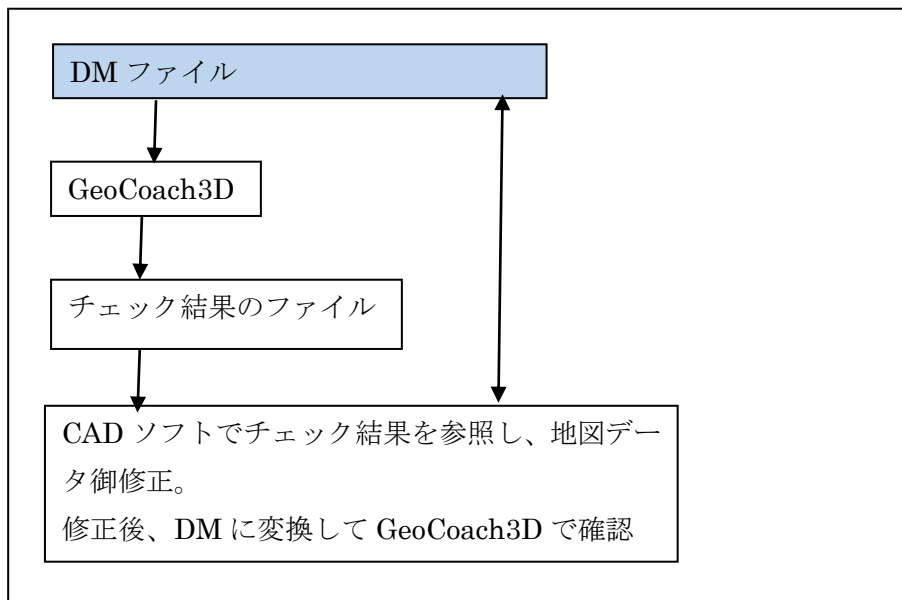 DM ファイル
GeoCoach3D
チェック結果のファイル
CAD ソフトでチェック結果を参照し、地図デー
タ御修正。
修正後、DM に変換して GeoCoach3D で確認